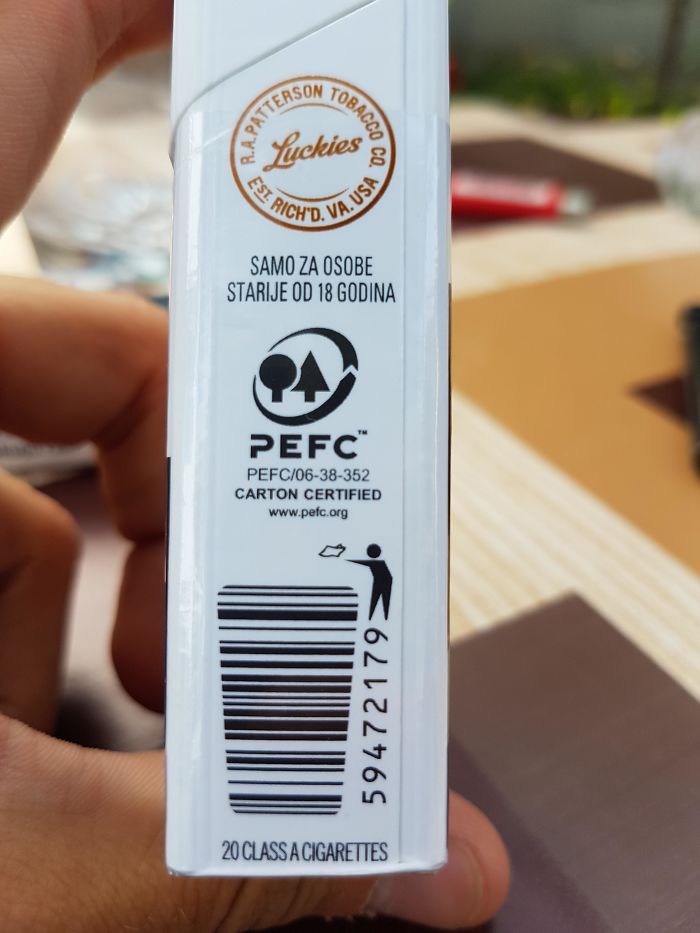 R.A.PATTERSON TOBACCO CO.
Luckies
EST. RICH'D. VA. USA
SAMO ZA OSOBE
STARIJE OD 18 GODINA
PEFC™
PEFC/06-38-352
CARTON CERTIFIED
www.pefc.org
59472179
20 CLASS A CIGARETTES